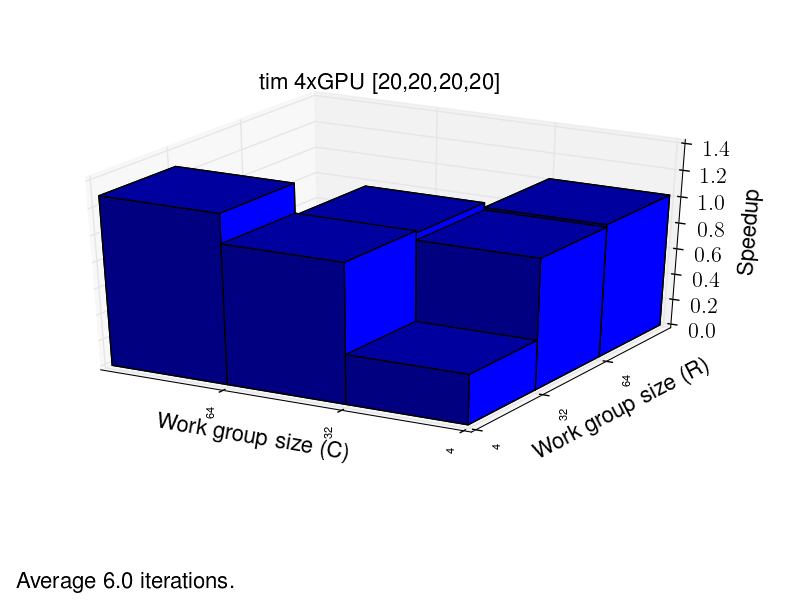 tim 4xGPU [20,20,20,20]
1.4
1.2
1.0
0.8
0.6
0.4
0.2
0.0
Speedup
64
32
4
Work group size (C)
4
32
64
Work group size (R)
Average 6.0 iterations.